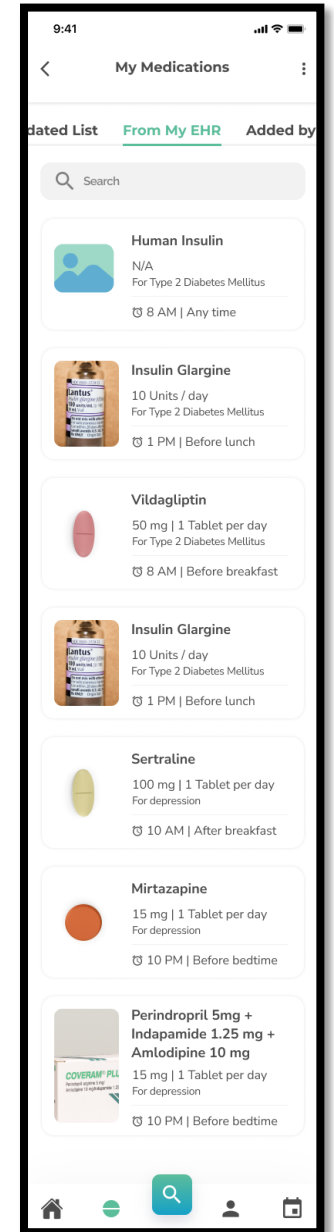 9:41
My Medications
dated List From My EHR Added by
Search
Human Insulin
N/A
For Type 2 Diabetes Mellitus
8 AM | Any time
lantus
Insulin Glargine
10 Units / day
For Type 2 Diabetes Mellitus
1 PM | Before lunch
Vildagliptin
50 mg | 1 Tablet per day
For Type 2 Diabetes Mellitus
8 AM | Before breakfast
lantus
Insulin Glargine
10 Units / day
For Type 2 Diabetes Mellitus
1 PM | Before lunch
Sertraline
100 mg | 1 Tablet per day
For depression
10 AM | After breakfast
Mirtazapine
15 mg | 1 Tablet per day
For depression
10 PM | Before bedtime
COVERAM PLU
Perindropril 5mg +
Indapamide 1.25 mg +
Amlodipine 10 mg
15 mg | 1 Tablet per day
For depression
10 PM | Before bedtime